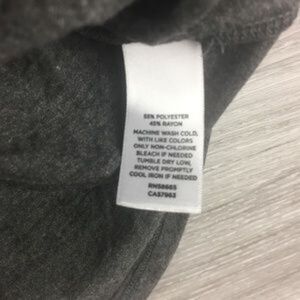 55% POLYESTER
45% RAYON
MACHINE WASH COLD,
WITH LIKE COLORS
ONLY NON-CHLORINE
BLEACH IF NEEDED
TUMBLE DRY LOW,
REMOVE PROMPTLY
COOL IRON IF NEEDED
RN58665
CA57963